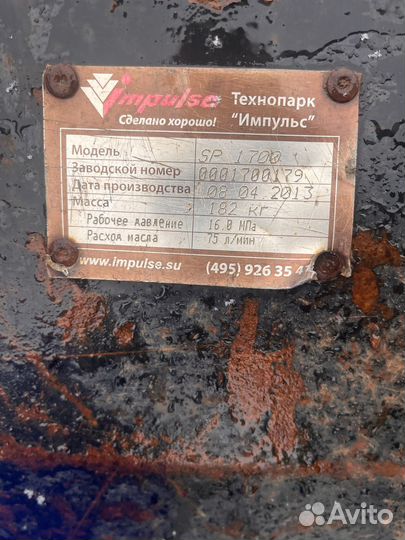 impulse Технопарк
Сделано хорошо! "Импульс"
Модель SP 1700
Заводской номер 0001700179
Дата производства 08 04 2013
Масса 182 кг
Рабочее давление 16.0 МПа
Расход масла 75 л/мин
www.impulse.su (495) 926 35
Avito